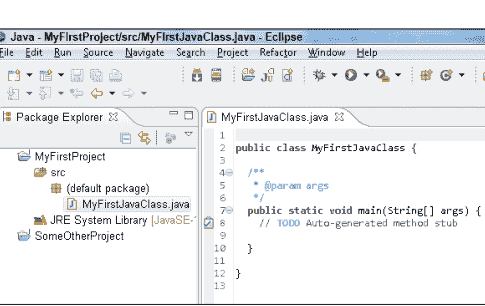 Java - MyFirstProject/src/MyFirstJavaClass.java - Eclipse
File Edit Run Source Navigate Search Project Refactor Window Help
Package Explorer
MyFirstProject
src
(default package)
MyFirstJavaClass.java
JRE System Library [JavaSE-1
SomeOtherProject
MyFirstJavaClass.java
1
2 public class MyFirstJavaClass {
3
4 /**
5 * @param args
6 */
7 public static void main(String[] args) {
8 // TODO Auto-generated method stub
9
10 }
11
12 }
13